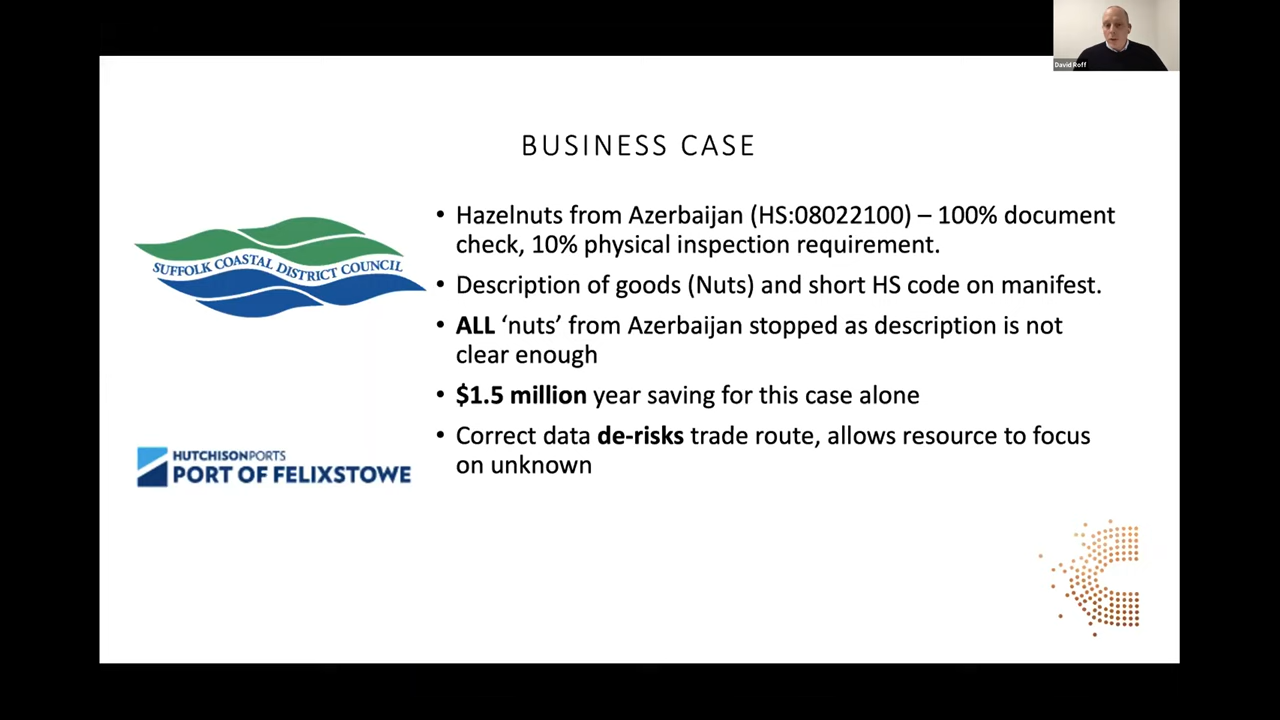 David Roff
BUSINESS CASE
SUFFOLK COASTAL DISTRICT COUNCIL
HUTCHISONPORTS
PORT OF FELIXSTOWE
• Hazelnuts from Azerbaijan (HS:08022100) – 100% document
check, 10% physical inspection requirement.
• Description of goods (Nuts) and short HS code on manifest.
• ALL ‘nuts’ from Azerbaijan stopped as description is not
clear enough
• $1.5 million year saving for this case alone
• Correct data de-risks trade route, allows resource to focus
on unknown